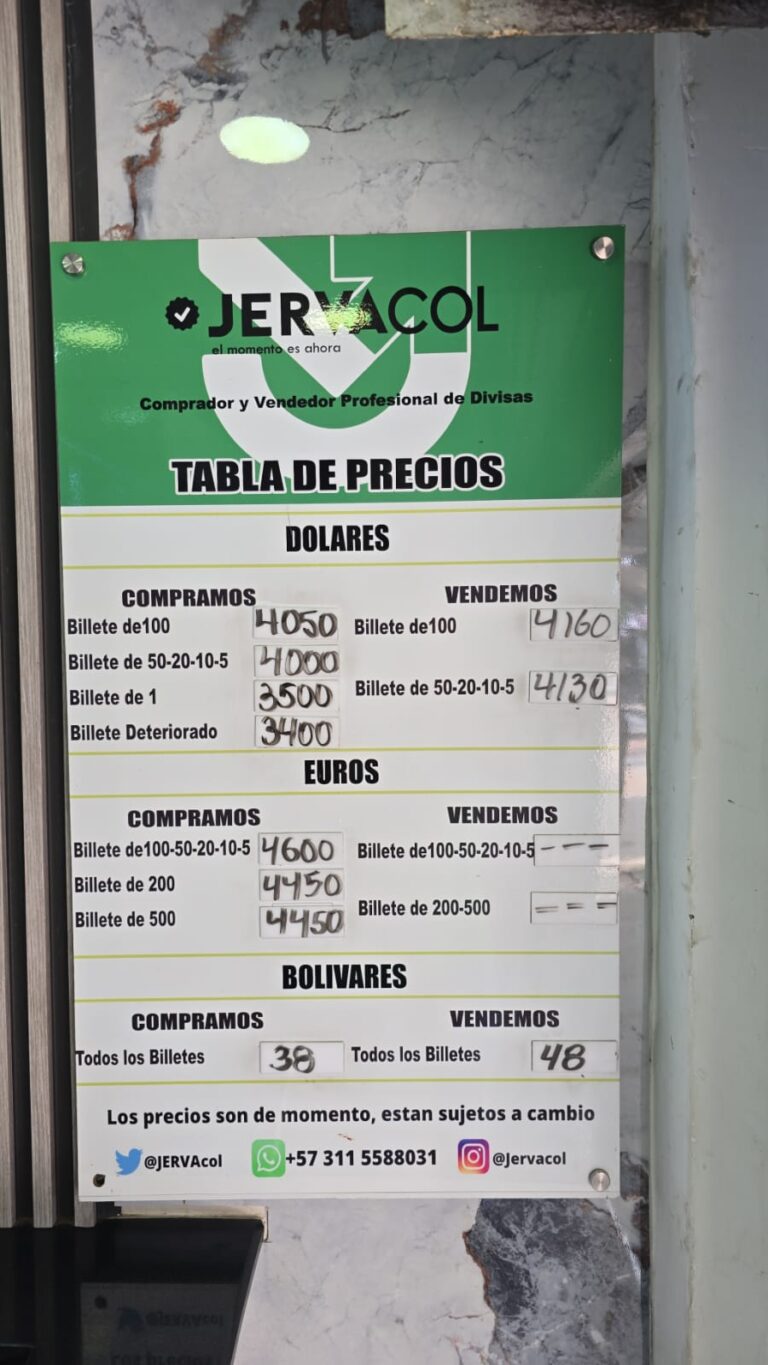 JERVACOL
el momento es ahora
Comprador y Vendedor Profesional de Divisas
TABLA DE PRECIOS
DOLARES
COMPRAMOS VENDEMOS
Billete de100 4050 Billete de100 4160
Billete de 50-20-10-5 4000
Billete de 50-20-10-5 4130
Billete de 1 3500
Billete Deteriorado 3400
EUROS
COMPRAMOS VENDEMOS
Billete de100-50-20-10-5 4600 Billete de100-50-20-10-5 ---
Billete de 200 4450
Billete de 200-500 ---
Billete de 500 4450
BOLIVARES
COMPRAMOS VENDEMOS
Todos los Billetes 38 Todos los Billetes 48
Los precios son de momento, estan sujetos a cambio
@JERVAcol +57 311 5588031 @Jervacol